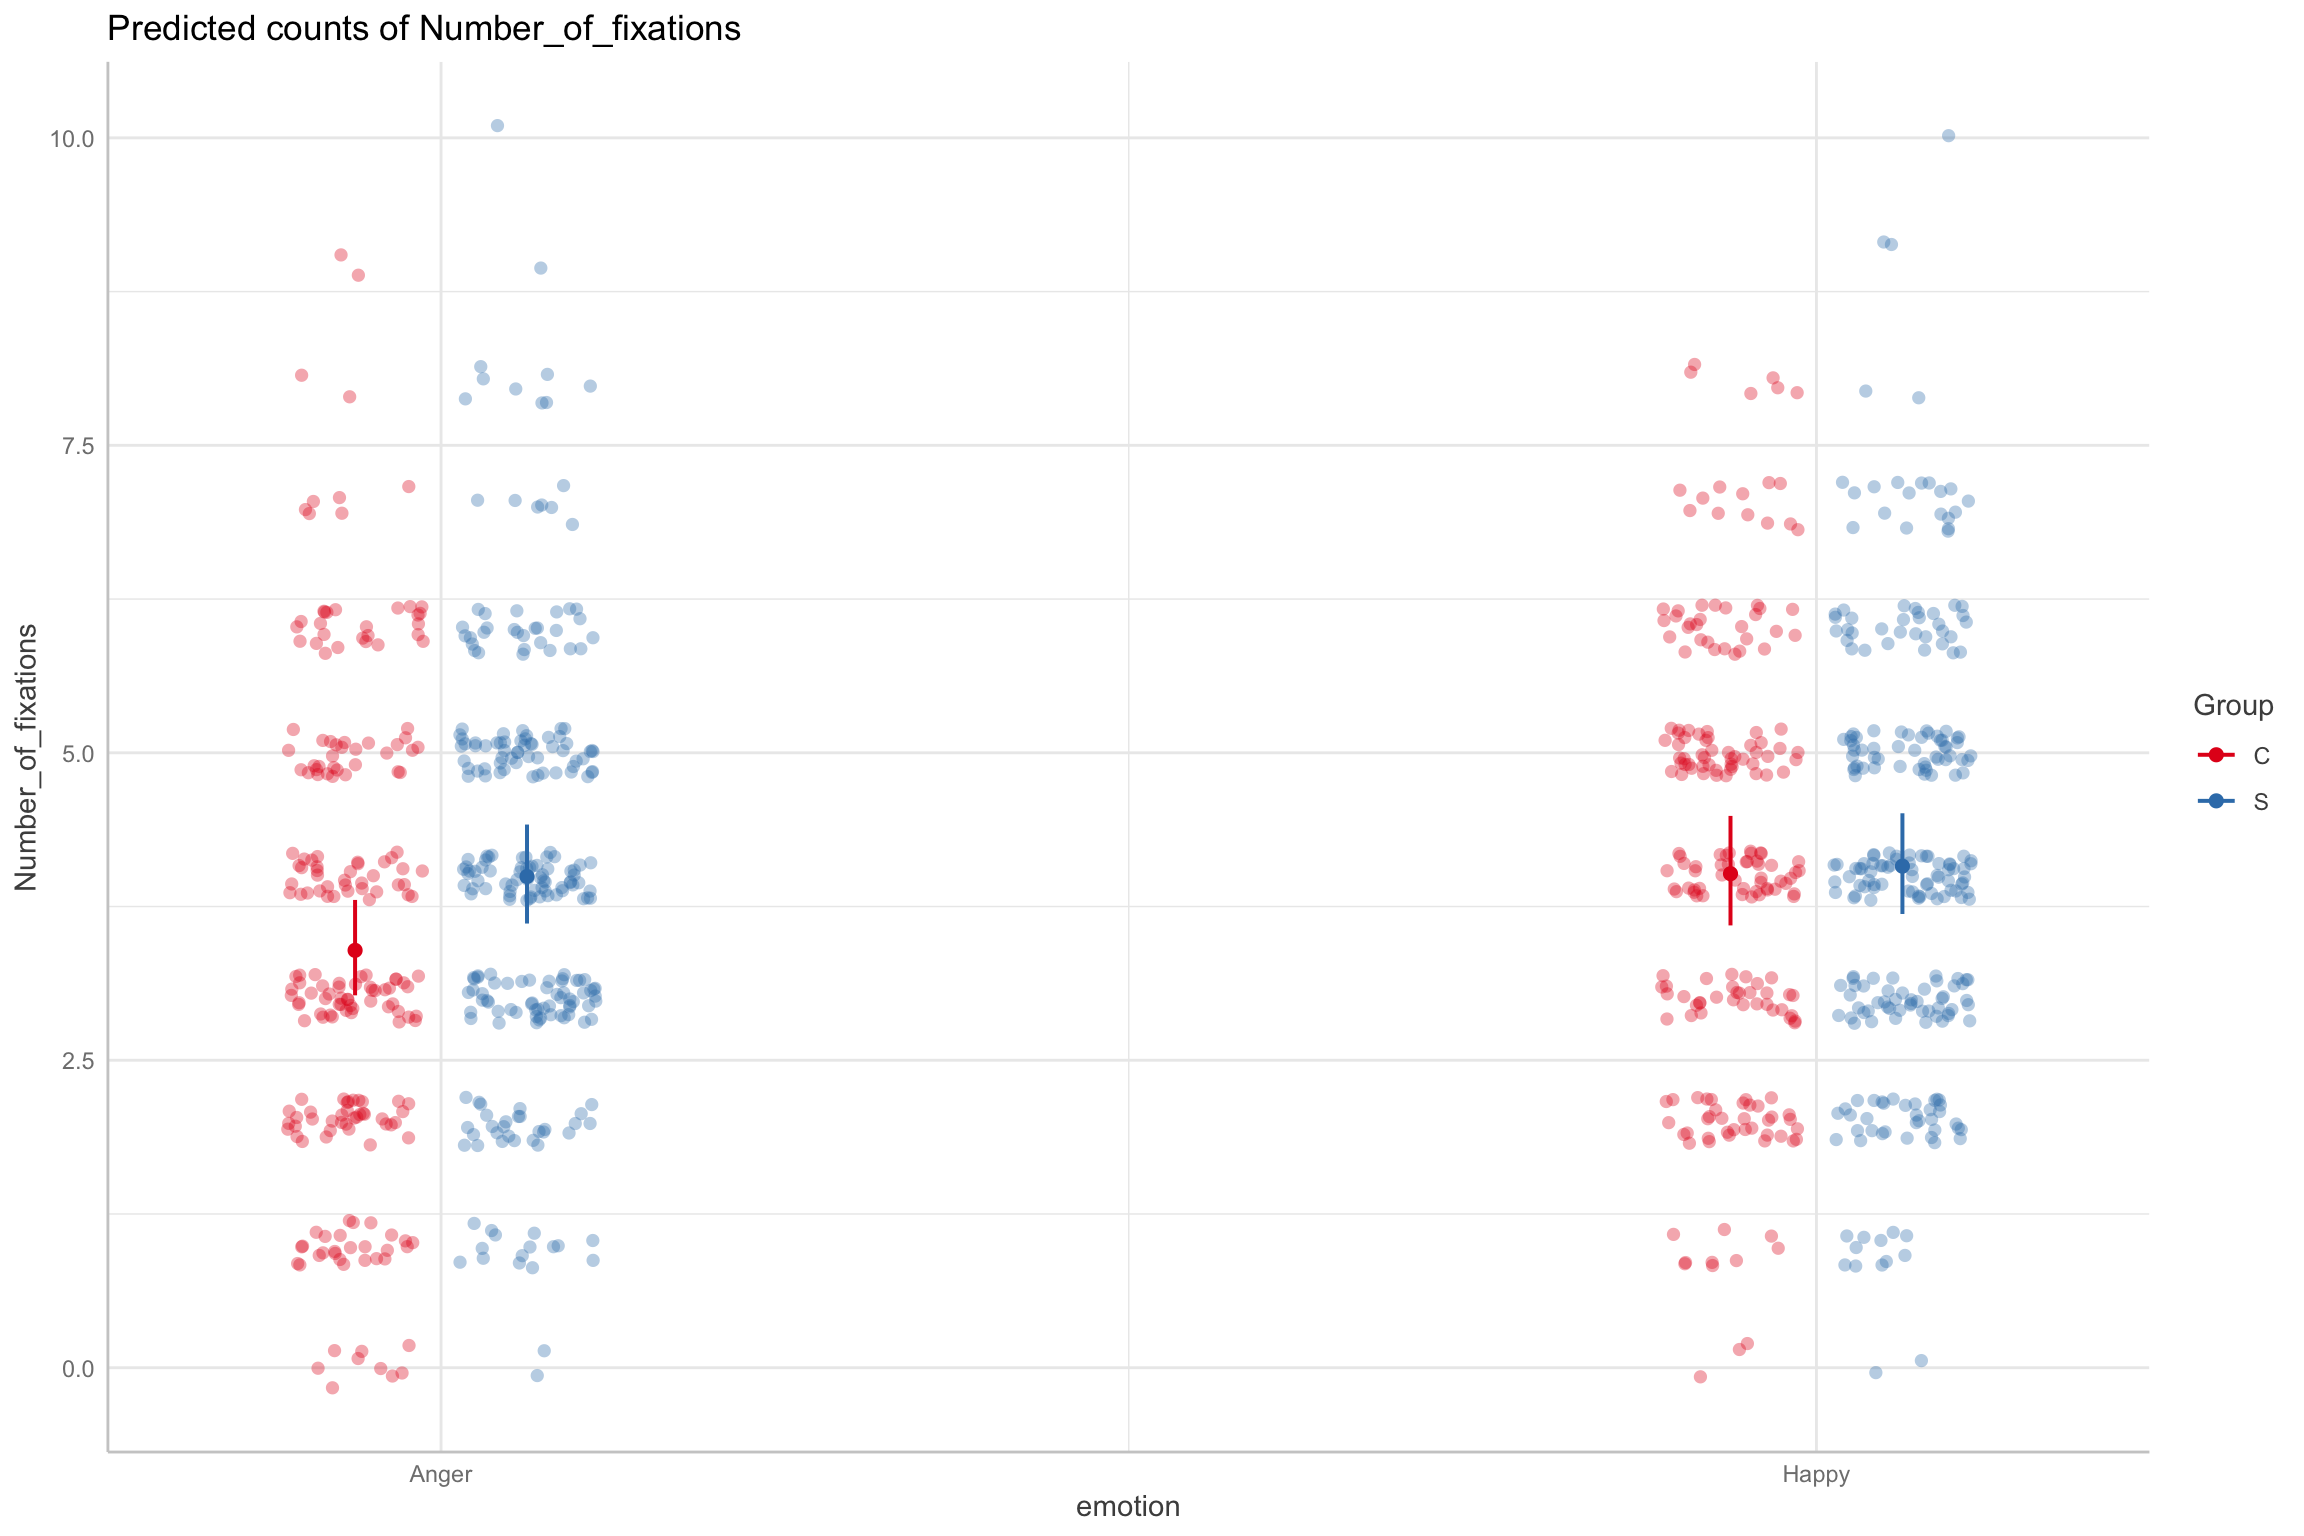 Predicted counts of Number_of_fixations
10.0
7.5
5.0
2.5
0.0
Number_of_fixations
Anger
Happy
emotion
Group
C
S